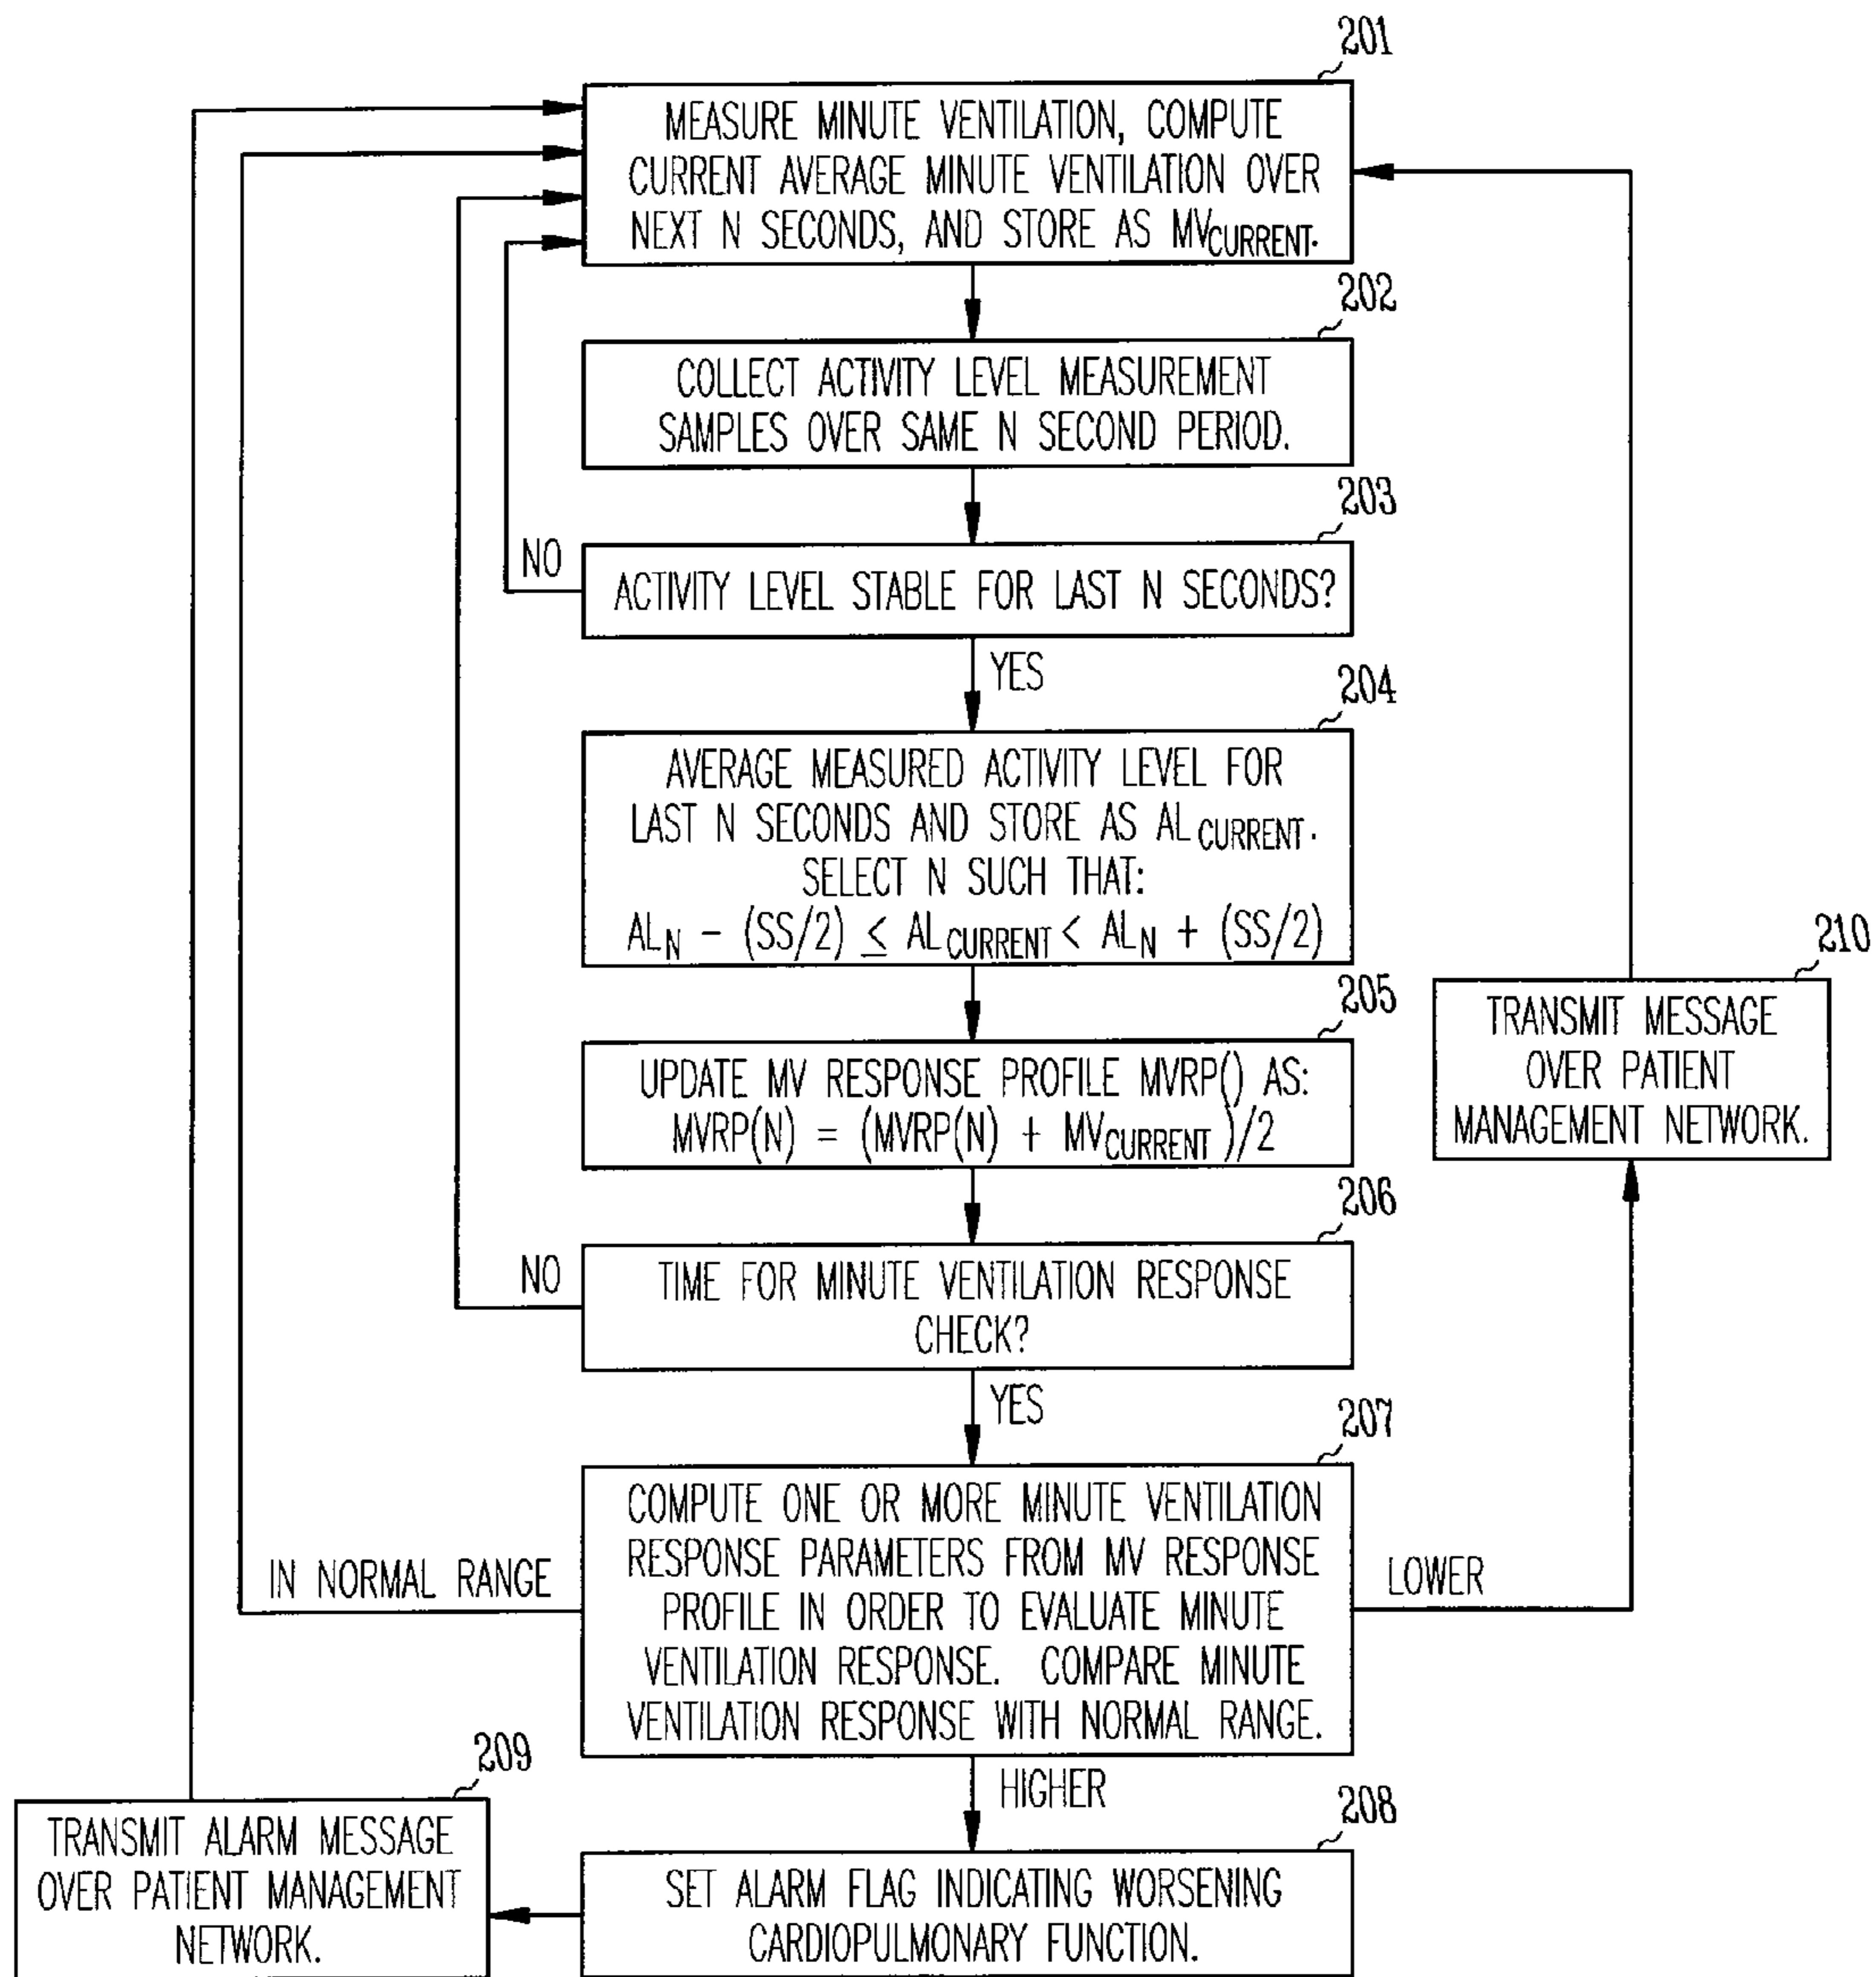 201
MEASURE MINUTE VENTILATION, COMPUTE
CURRENT AVERAGE MINUTE VENTILATION OVER
NEXT N SECONDS, AND STORE AS MVCURRENT.
202
COLLECT ACTIVITY LEVEL MEASUREMENT
SAMPLES OVER SAME N SECOND PERIOD.
203
NO
ACTIVITY LEVEL STABLE FOR LAST N SECONDS?
YES
204
AVERAGE MEASURED ACTIVITY LEVEL FOR
LAST N SECONDS AND STORE AS ALCURRENT.
SELECT N SUCH THAT:
ALN - (SS/2) ≤ ALCURRENT < ALN + (SS/2)
205
UPDATE MV RESPONSE PROFILE MVRP() AS:
MVRP(N) = (MVRP(N) + MVCURRENT)/2
206
NO
TIME FOR MINUTE VENTILATION RESPONSE
CHECK?
YES
207
COMPUTE ONE OR MORE MINUTE VENTILATION
RESPONSE PARAMETERS FROM MV RESPONSE
PROFILE IN ORDER TO EVALUATE MINUTE
VENTILATION RESPONSE. COMPARE MINUTE
VENTILATION RESPONSE WITH NORMAL RANGE.
IN NORMAL RANGE
LOWER
210
TRANSMIT MESSAGE
OVER PATIENT
MANAGEMENT NETWORK.
HIGHER
208
SET ALARM FLAG INDICATING WORSENING
CARDIOPULMONARY FUNCTION.
209
TRANSMIT ALARM MESSAGE
OVER PATIENT MANAGEMENT
NETWORK.